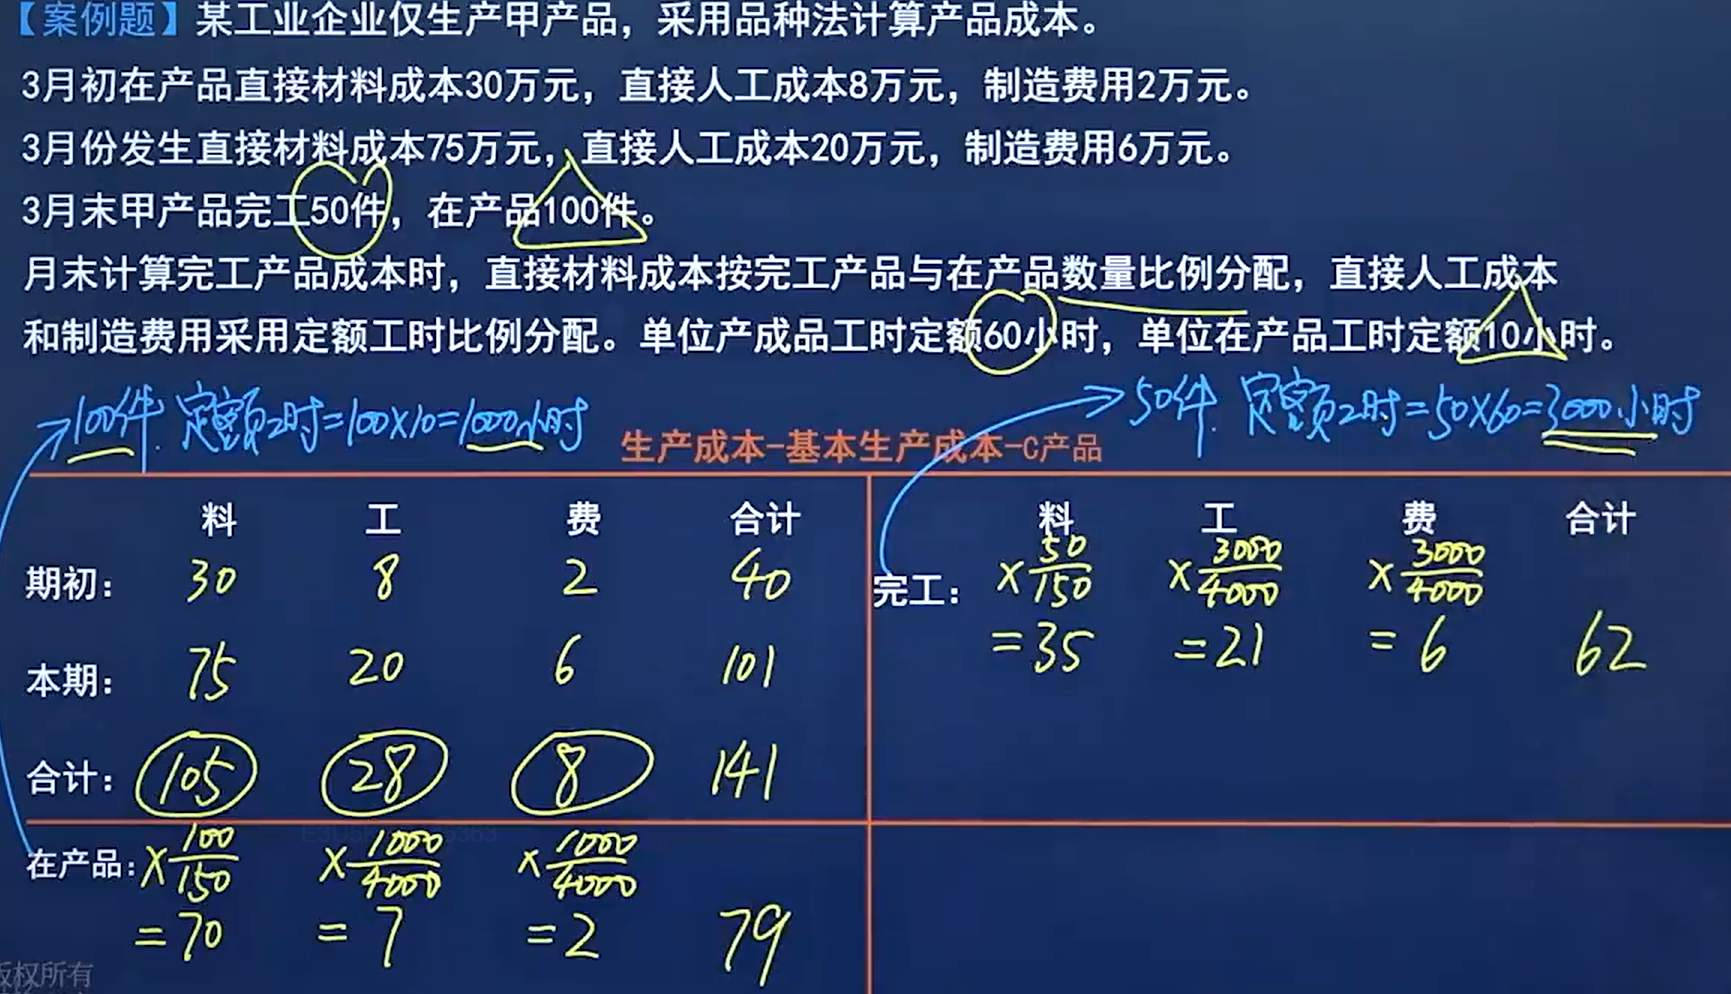 【案例题】某工业企业仅生产甲产品，采用品种法计算产品成本。
3月初在产品直接材料成本30万元，直接人工成本8万元，制造费用2万元。
3月份发生直接材料成本75万元，直接人工成本20万元，制造费用6万元。
3月末甲产品完工50件，在产品100件。
月末计算完工产品成本时，直接材料成本按完工产品与在产品数量比例分配，直接人工成本
和制造费用采用定额工时比例分配。单位产成品工时定额60小时，单位在产品工时定额10小时。
100件. 定额工时=100×10=1000小时
50件. 定额工时=50×60=3000小时
生产成本-基本生产成本-C产品
料 工 费 合计 料 工 费 合计
期初： 30 8 2 40 完工： ×50/150 ×3000/4000 ×3000/4000
=35 =21 =6 62
本期： 75 20 6 101
合计： 105 28 8 141
在产品： ×100/150 ×1000/4000 ×1000/4000
=70 =7 =2 79
版权所有